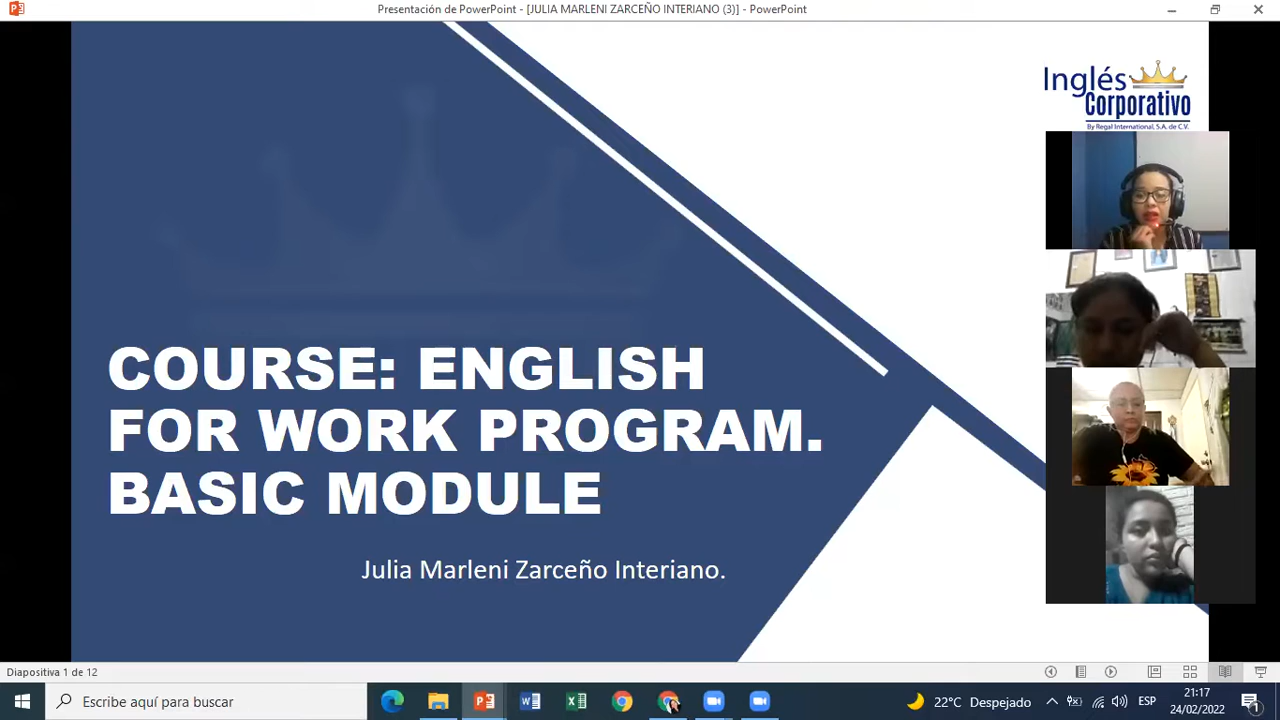 Presentación de PowerPoint - [JULIA MARLENI ZARCEÑO INTERIANO (3)] - PowerPoint
Inglés
Corporativo
By Regal International, S.A. de C.V.
COURSE: ENGLISH
FOR WORK PROGRAM.
BASIC MODULE
Julia Marleni Zarceño Interiano.
Diapositiva 1 de 12
Escribe aquí para buscar
22°C Despejado
ESP
21:17
24/02/2022
1